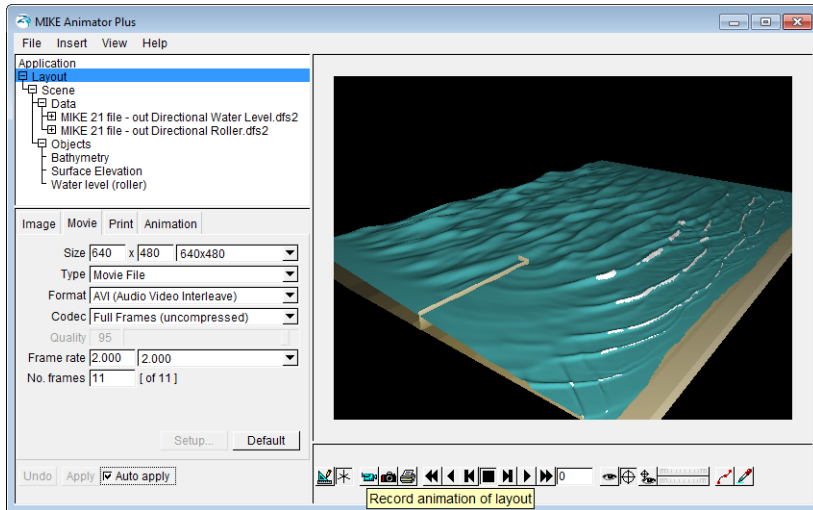 MIKE Animator Plus
File Insert View Help
Application
Layout
Scene
Data
MIKE 21 file - out Directional Water Level.dfs2
MIKE 21 file - out Directional Roller.dfs2
Objects
Bathymetry
Surface Elevation
Water level (roller)
Image Movie Print Animation
Size 640 x 480 640x480
Type Movie File
Format AVI (Audio Video Interleave)
Codec Full Frames (uncompressed)
Quality 95
Frame rate 2.000 2.000
No. frames 11 [ of 11 ]
Setup... Default
Undo Apply Auto apply
0
Record animation of layout